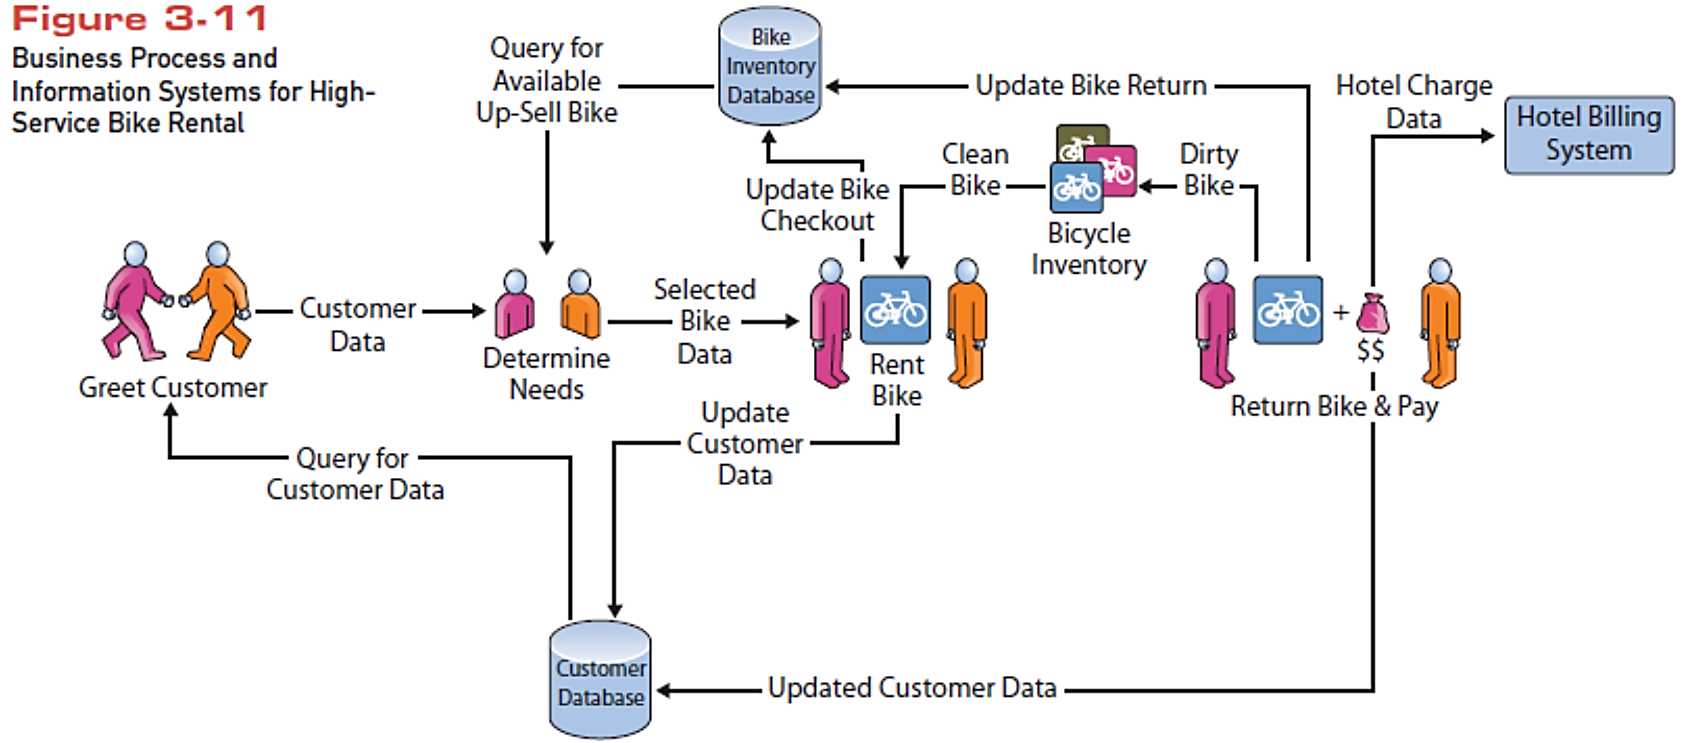 Figure 3-11
Business Process and
Information Systems for High-
Service Bike Rental
Query for
Available
Up-Sell Bike
Bike
Inventory
Database
Update Bike Return
Hotel Charge
Data
Hotel Billing
System
Clean
Bike
Dirty
Bike
Update Bike
Checkout
Bicycle
Inventory
Customer
Data
Selected
Bike
Data
Determine
Needs
Greet Customer
Rent
Bike
+
$$
Return Bike & Pay
Update
Customer
Data
Query for
Customer Data
Customer
Database
Updated Customer Data